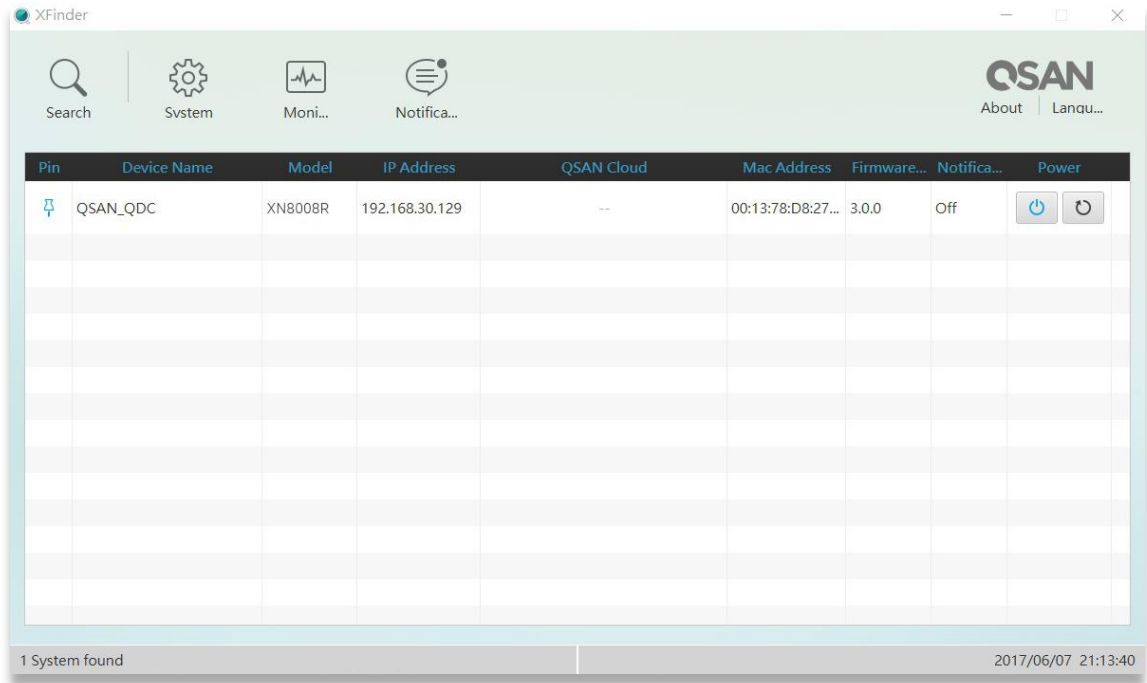 XFinder
QSAN
Search System Moni... Notifica... About Langu...
Pin Device Name Model IP Address QSAN Cloud Mac Address Firmware... Notifica... Power
QSAN_QDC XN8008R 192.168.30.129 -- 00:13:78:D8:27... 3.0.0 Off
1 System found 2017/06/07 21:13:40